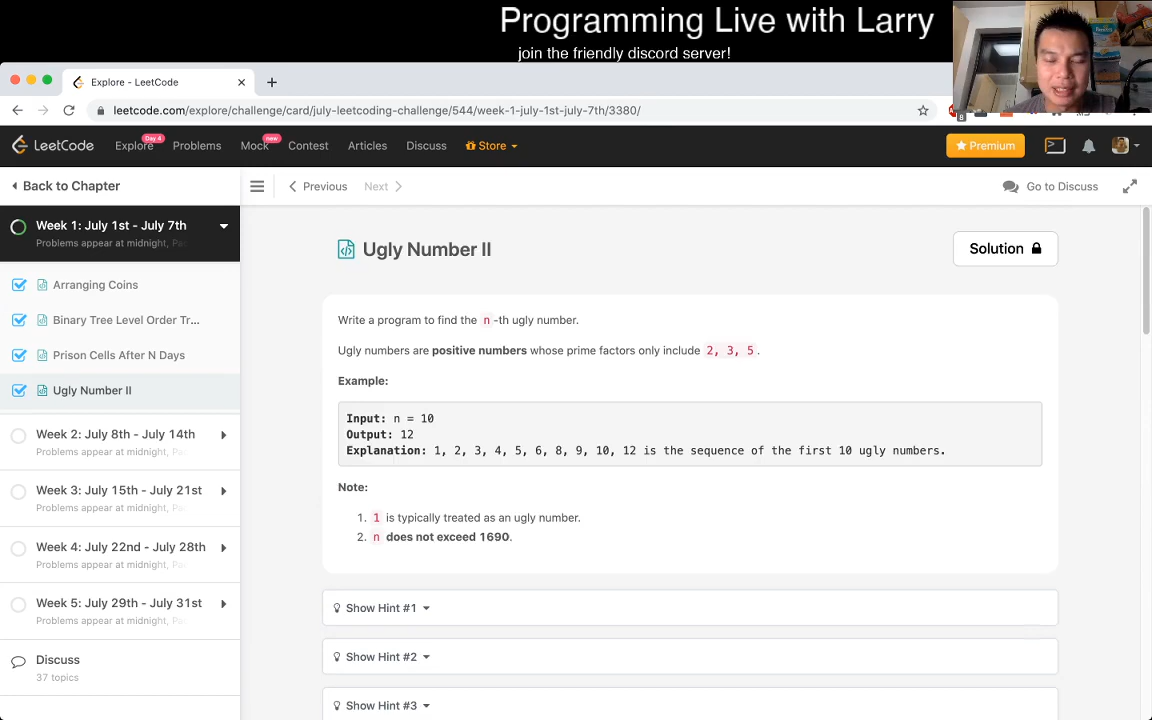 Programming Live with Larry
join the friendly discord server!
Explore - LeetCode
leetcode.com/explore/challenge/card/july-leetcoding-challenge/544/week-1-july-1st-july-7th/3380/
8
LeetCode
Explore
Day 4
Problems
Mock
new
Contest
Articles
Discuss
Store
Premium
Back to Chapter
Previous
Next
Go to Discuss
Week 1: July 1st - July 7th
Problems appear at midnight,
Arranging Coins
Binary Tree Level Order Tr...
Prison Cells After N Days
Ugly Number II
Week 2: July 8th - July 14th
Problems appear at midnight,
Week 3: July 15th - July 21st
Problems appear at midnight,
Week 4: July 22nd - July 28th
Problems appear at midnight,
Week 5: July 29th - July 31st
Problems appear at midnight,
Discuss
37 topics
Ugly Number II
Solution
Write a program to find the n -th ugly number.
Ugly numbers are positive numbers whose prime factors only include 2, 3, 5 .
Example:
Input: n = 10
Output: 12
Explanation: 1, 2, 3, 4, 5, 6, 8, 9, 10, 12 is the sequence of the first 10 ugly numbers.
Note:
1. 1 is typically treated as an ugly number.
2. n does not exceed 1690.
Show Hint #1
Show Hint #2
Show Hint #3